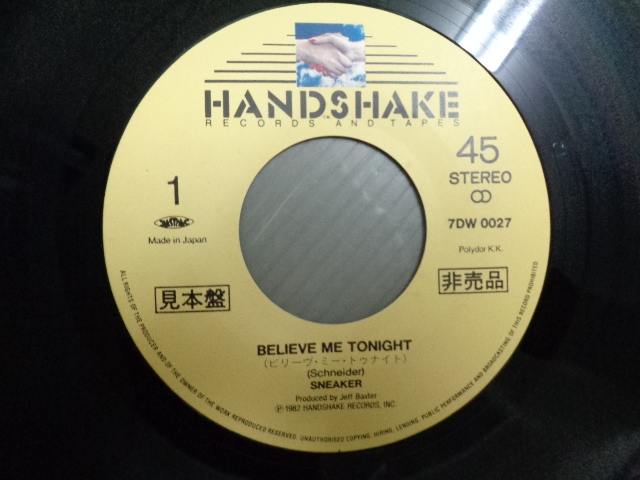 HANDSHAKE
RECORDS AND TAPES
1
45
STEREO
JASRAC
7DW 0027
Made in Japan
Polydor K.K.
見本盤
非売品
BELIEVE ME TONIGHT
(ビリーヴ・ミー・トゥナイト)
(Schneider)
SNEAKER
Produced by Jeff Baxter
Ⓟ1982 HANDSHAKE RECORDS, INC.
ALL RIGHTS OF THE PRODUCER AND OF THE OWNER OF THE RECORDED WORK REPRODUCED RESERVED. UNAUTHORISED COPYING, HIRING, LENDING, PUBLIC PERFORMANCE AND BROADCASTING OF THIS RECORD PROHIBITED